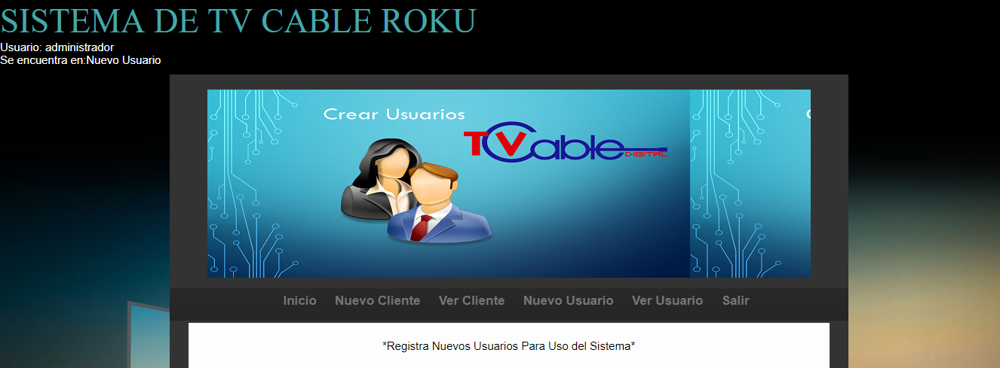 SISTEMA DE TV CABLE ROKU
Usuario: administrador
Se encuentra en:Nuevo Usuario
Crear Usuarios
TVCable
DIGITAL
Inicio Nuevo Cliente Ver Cliente Nuevo Usuario Ver Usuario Salir
*Registra Nuevos Usuarios Para Uso del Sistema*